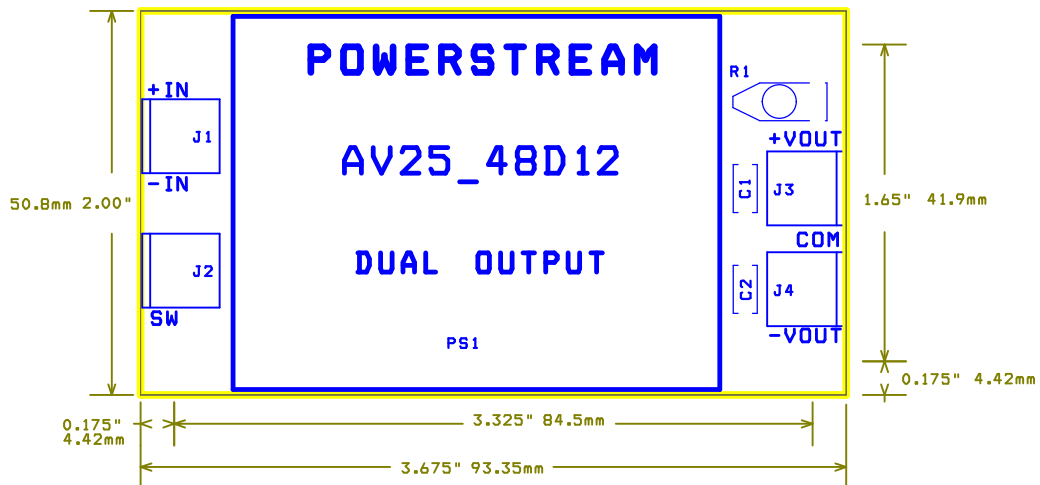 POWERSTREAM
R1
+IN
J1
+VOUT
AV25_48D12
-IN
C1
J3
50.8mm 2.00"
1.65" 41.9mm
COM
DUAL OUTPUT
J2
C2
J4
SW
PS1
-VOUT
0.175" 4.42mm
0.175"
4.42mm
3.325" 84.5mm
3.675" 93.35mm